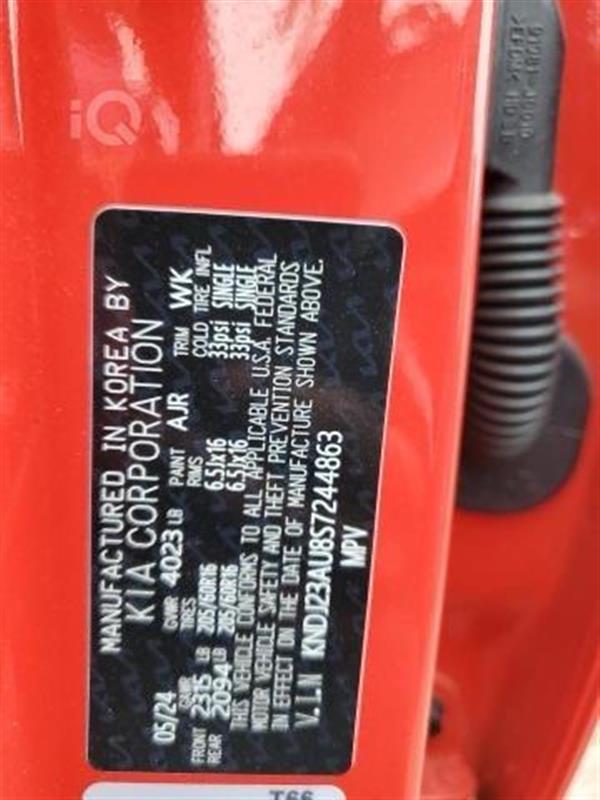 iQ
MANUFACTURED IN KOREA BY
KIA CORPORATION
05/24 GVWR 4023 LB PAINT AJR TRIM WK
GAWR TIRES RIMS COLD TIRE INFL
FRONT 2315 LB 205/60R16 6.5Jx16 33psi SINGLE
REAR 2094 LB 205/60R16 6.5Jx16 33psi SINGLE
THIS VEHICLE CONFORMS TO ALL APPLICABLE U.S.A. FEDERAL
MOTOR VEHICLE SAFETY AND THEFT PREVENTION STANDARDS
IN EFFECT ON THE DATE OF MANUFACTURE SHOWN ABOVE.
V.I.N KNDJ23AU8S7244863
MPV
T66